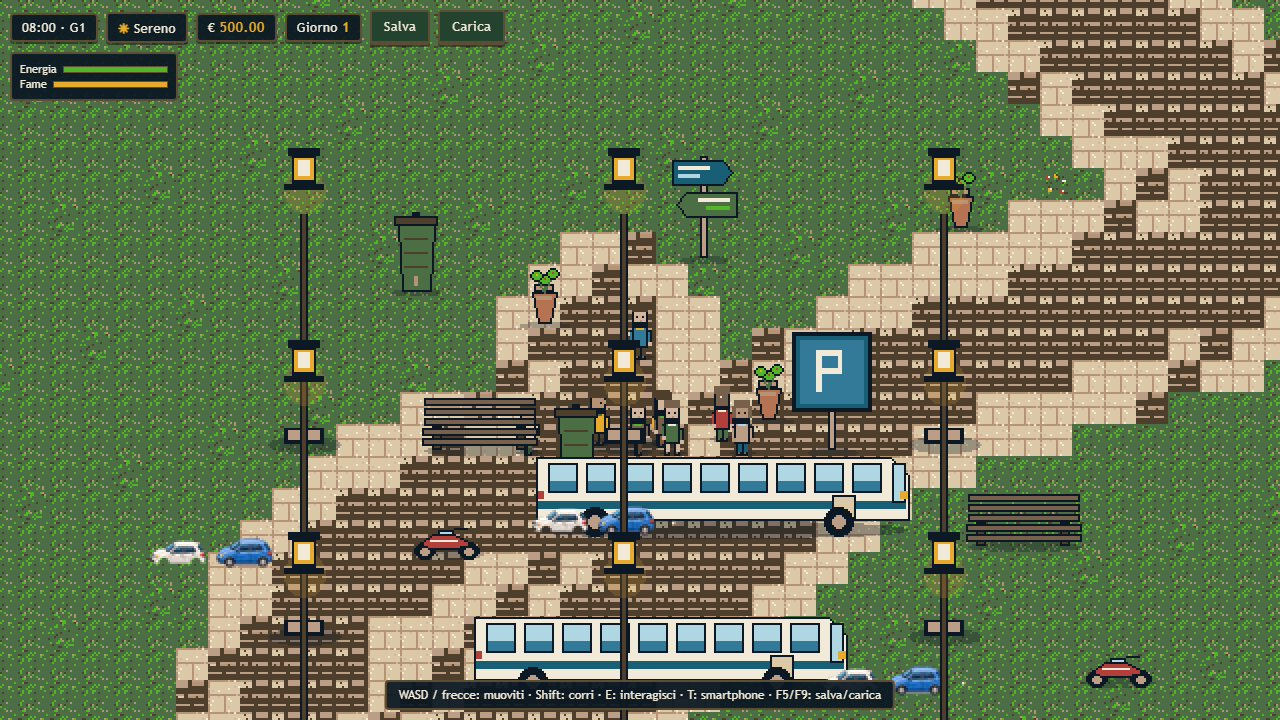 08:00 · G1
Sereno
€ 500.00
Giorno 1
Salva
Carica
Energia
Fame
P
WASD / frecce: muoviti · Shift: corri · E: interagisci · T: smartphone · F5/F9: salva/carica